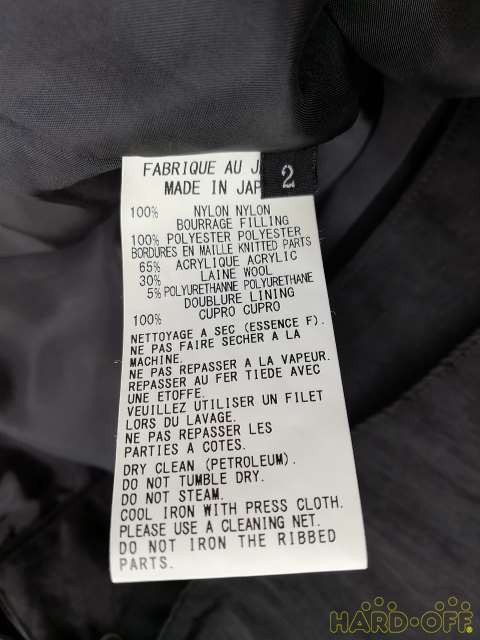 FABRIQUE AU
2
MADE IN
100% NYLON NYLON
BOURRAGE FILLING
100% POLYESTER POLYESTER
BORDURES EN MAILLE KNITTED PARTS
65% ACRYLIQUE ACRYLIC
30% LAINE WOOL
5% POLYURETHANNE POLYURETHANE
DOUBLURE LINING
100% CUPRO CUPRO
NETTOYAGE A SEC (ESSENCE F).
NE PAS FAIRE SECHER A LA
MACHINE.
NE PAS REPASSER A LA VAPEUR.
REPASSER AU FER TIEDE AVEC
UNE ETOFFE.
VEUILLEZ UTILISER UN FILET
LORS DU LAVAGE.
NE PAS REPASSER LES
PARTIES A COTES.
DRY CLEAN (PETROLEUM).
DO NOT TUMBLE DRY.
DO NOT STEAM.
COOL IRON WITH PRESS CLOTH.
PLEASE USE A CLEANING NET.
DO NOT IRON THE RIBBED
PARTS.
HARD・OFF